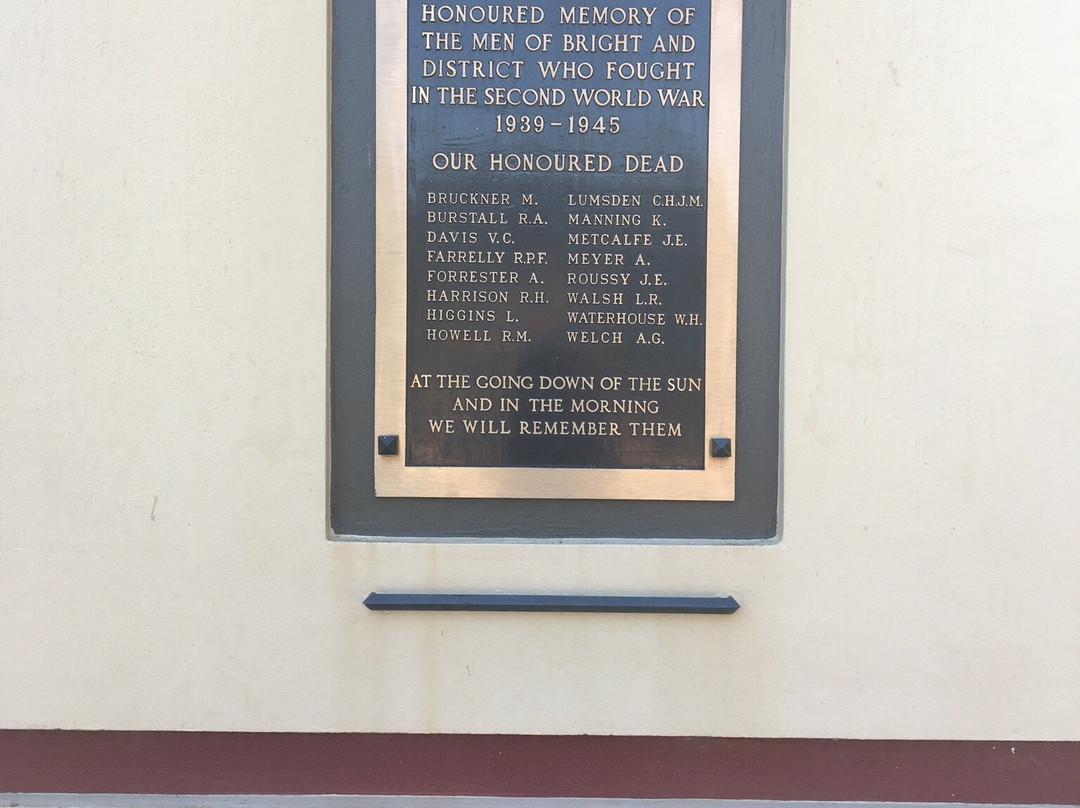 HONOURED MEMORY OF
THE MEN OF BRIGHT AND
DISTRICT WHO FOUGHT
IN THE SECOND WORLD WAR
1939-1945
OUR HONOURED DEAD
BRUCKNER M. LUMSDEN C.H.J.M.
BURSTALL R.A. MANNING K.
DAVIS V.C. METCALFE J.E.
FARRELLY R.P.F. MEYER A.
FORRESTER A. ROUSSY J.E.
HARRISON R.H. WALSH L.R.
HIGGINS L. WATERHOUSE W.H.
HOWELL R.M. WELCH A.G.
AT THE GOING DOWN OF THE SUN
AND IN THE MORNING
WE WILL REMEMBER THEM